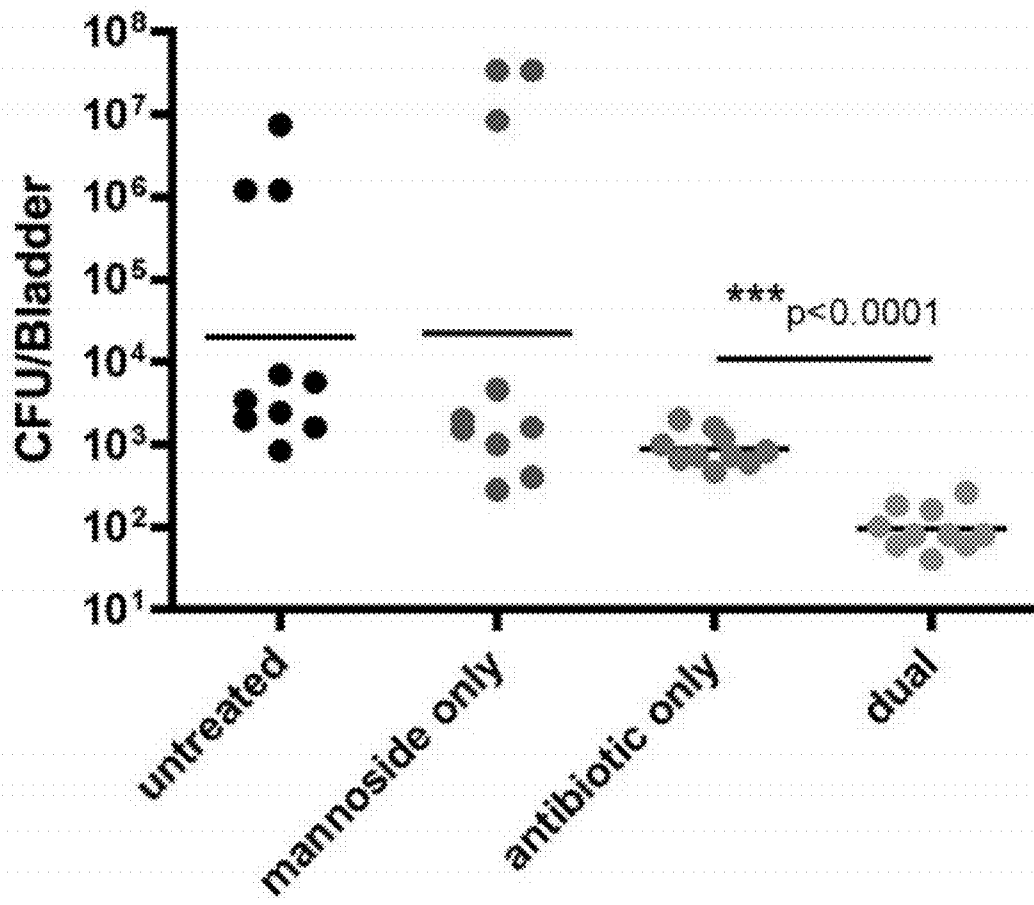 10⁸
10⁷
10⁶
10⁵
10⁴
10³
10²
10¹
CFU/Bladder
***p<0.0001
untreated
mannoside only
antibiotic only
dual